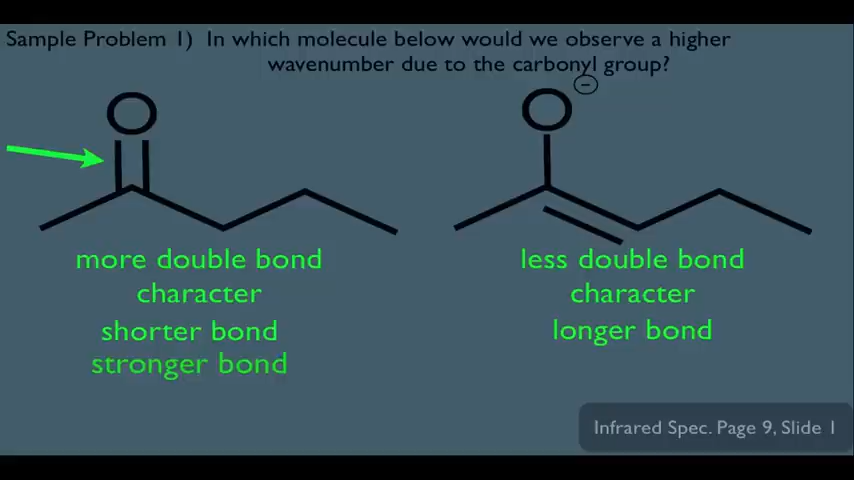 Sample Problem 1) In which molecule below would we observe a higher
wavenumber due to the carbonyl group?
O
O
−
more double bond
character
shorter bond
stronger bond
less double bond
character
longer bond
Infrared Spec. Page 9, Slide 1